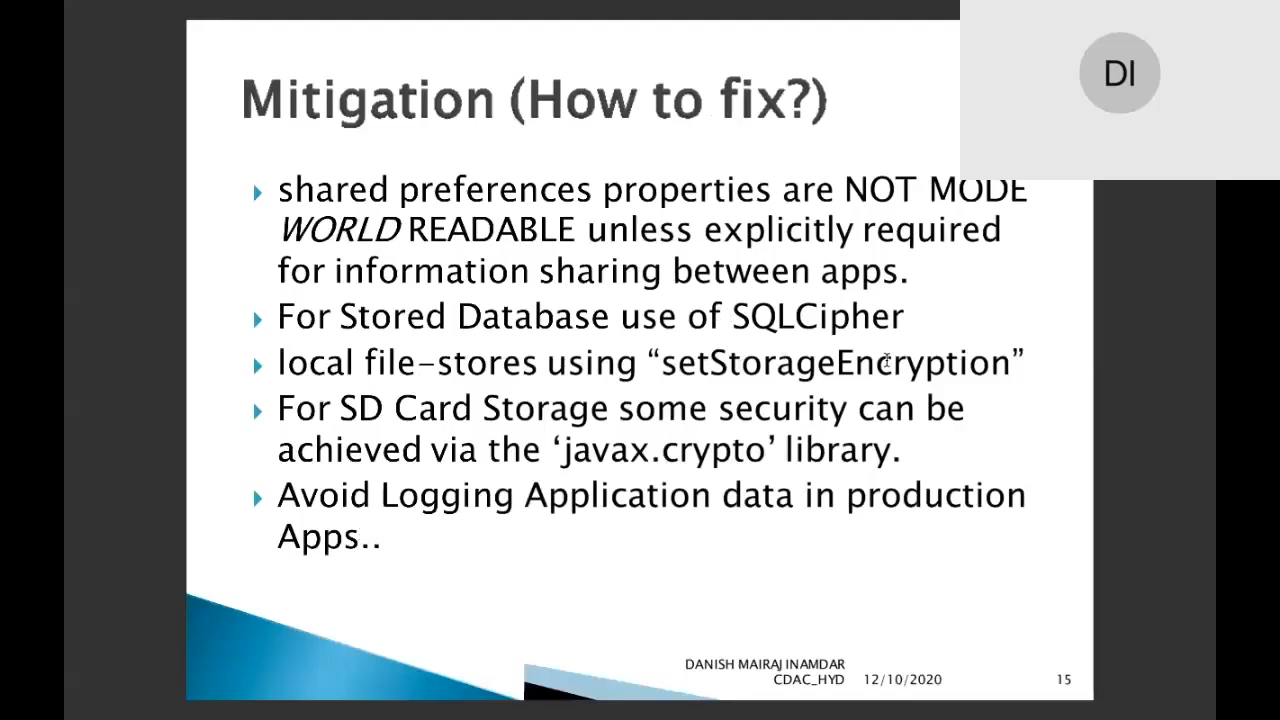 DI
Mitigation (How to fix?)
shared preferences properties are NOT MODE
WORLD READABLE unless explicitly required
for information sharing between apps.
For Stored Database use of SQLCipher
local file-stores using “setStorageEncryption”
For SD Card Storage some security can be
achieved via the ‘javax.crypto’ library.
Avoid Logging Application data in production
Apps..
DANISH MAIRAJ INAMDAR
CDAC_HYD 12/10/2020 15